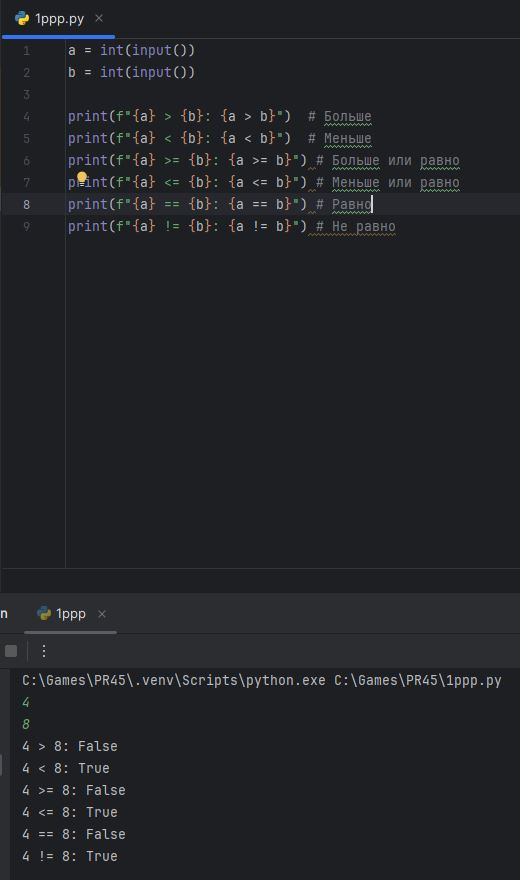 1ppp.py ×
1 a = int(input())
2 b = int(input())
3
4 print(f"{a} > {b}: {a > b}")  # Больше
5 print(f"{a} < {b}: {a < b}")  # Меньше
6 print(f"{a} >= {b}: {a >= b}") # Больше или равно
7 print(f"{a} <= {b}: {a <= b}") # Меньше или равно
8 print(f"{a} == {b}: {a == b}") # Равно
9 print(f"{a} != {b}: {a != b}") # Не равно
n 1ppp ×
C:\Games\PR45\.venv\Scripts\python.exe C:\Games\PR45\1ppp.py
4
8
4 > 8: False
4 < 8: True
4 >= 8: False
4 <= 8: True
4 == 8: False
4 != 8: True